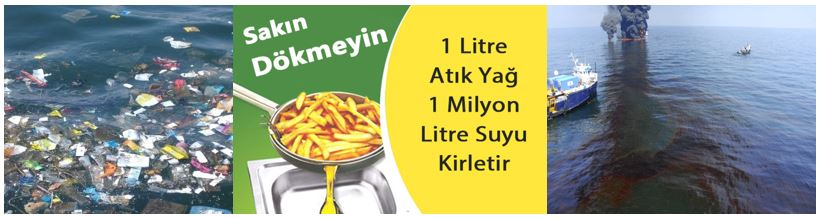 Sakın
Dökmeyin
1 Litre
Atık Yağ
1 Milyon
Litre Suyu
Kirletir